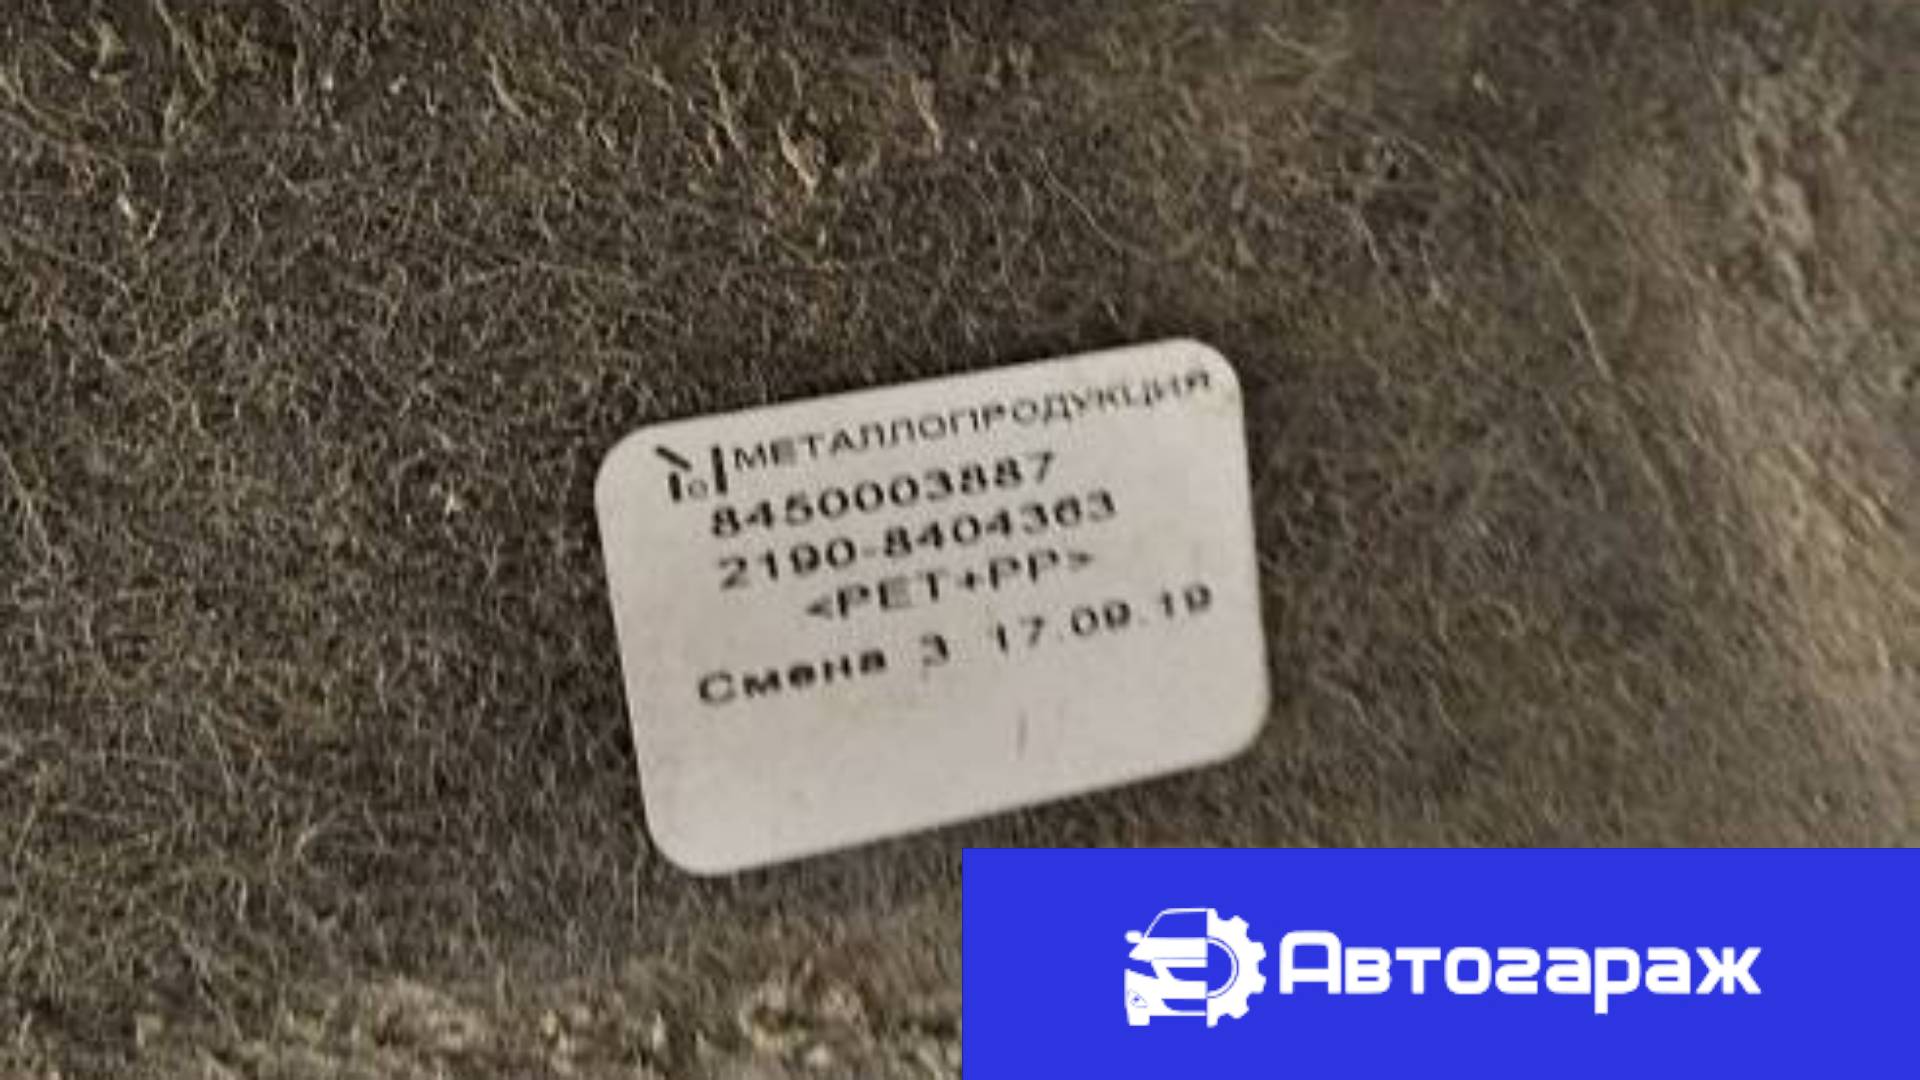 МЕТАЛЛОПРОДУКЦИЯ
8450003887
2190-8404363
<PET+PP>
Смена 3 17.09.19
Автогараж